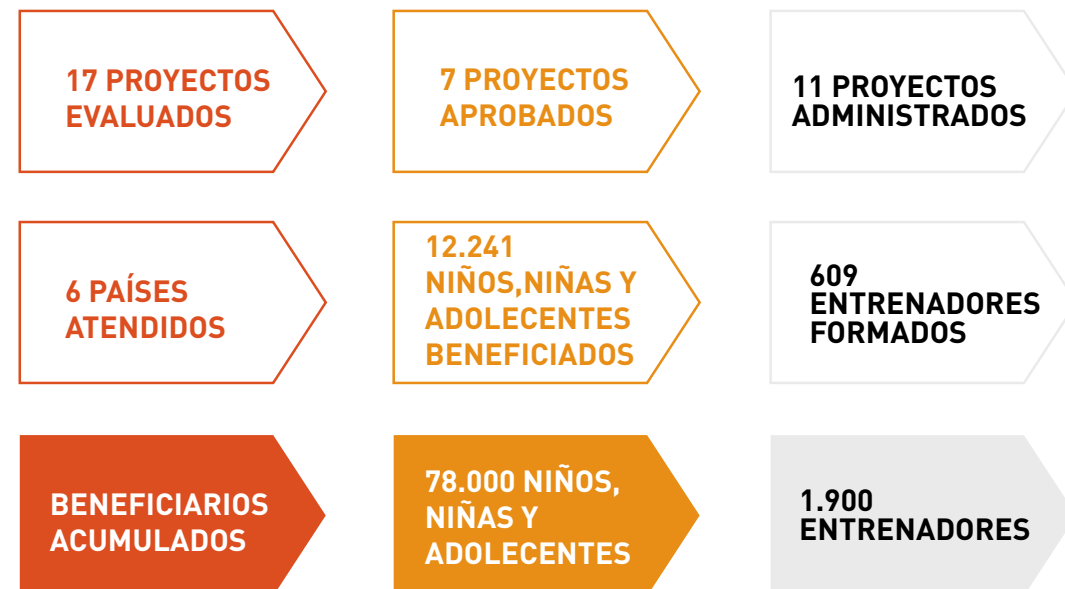 17 PROYECTOS
EVALUADOS
7 PROYECTOS
APROBADOS
11 PROYECTOS
ADMINISTRADOS
6 PAÍSES
ATENDIDOS
12.241
NIÑOS,NIÑAS Y
ADOLECENTES
BENEFICIADOS
609
ENTRENADORES
FORMADOS
BENEFICIARIOS
ACUMULADOS
78.000 NIÑOS,
NIÑAS Y
ADOLECENTES
1.900
ENTRENADORES